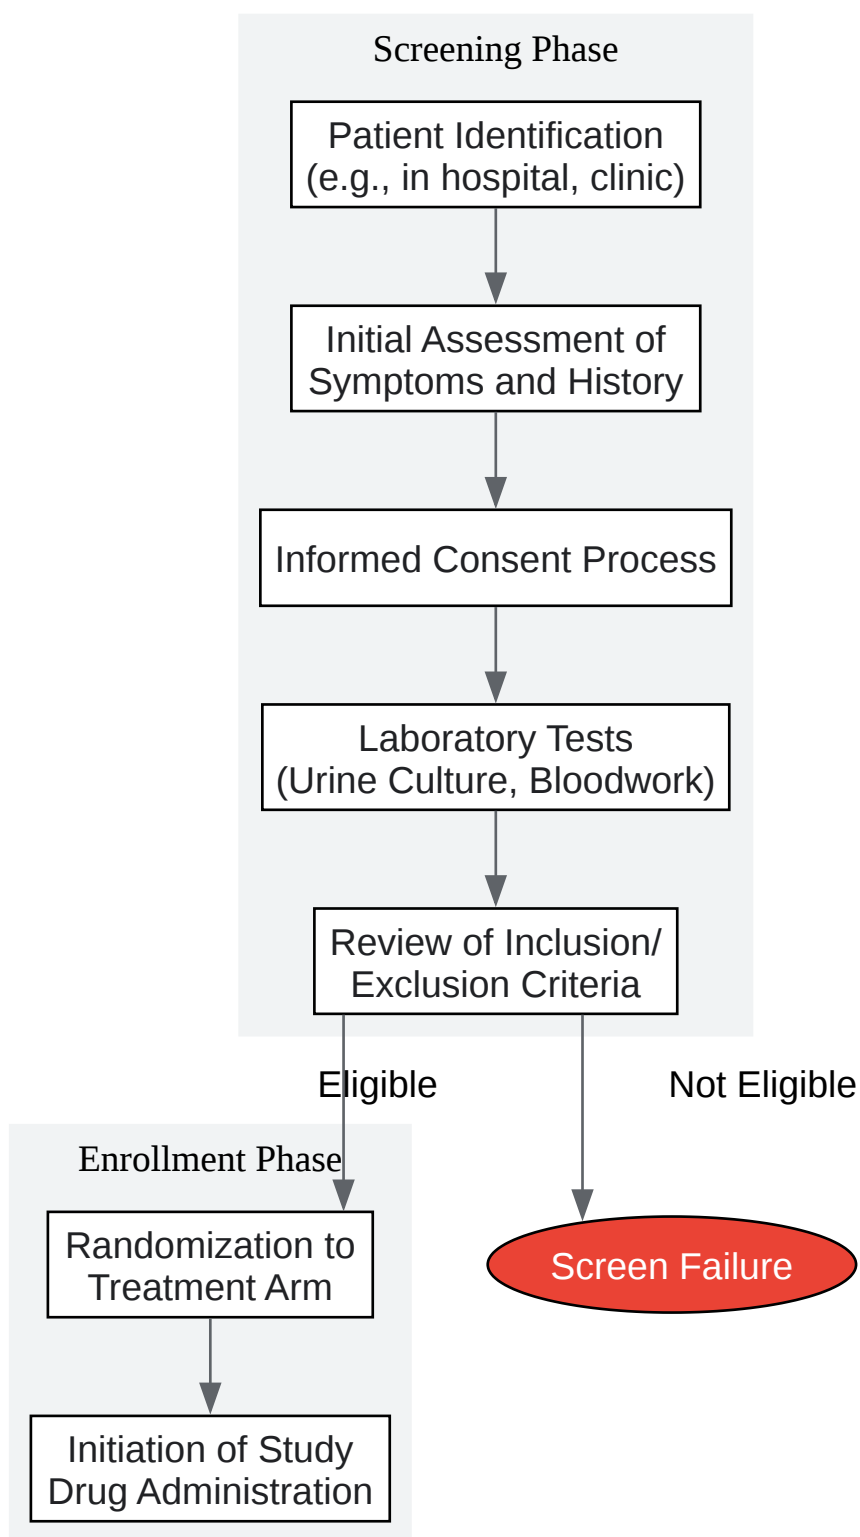 Screening Phase
Patient Identification
(e.g., in hospital, clinic)
Initial Assessment of
Symptoms and History
Informed Consent Process
Laboratory Tests
(Urine Culture, Bloodwork)
Review of Inclusion/
Exclusion Criteria
Eligible
Not Eligible
Enrollment Phase
Randomization to
Treatment Arm
Screen Failure
Initiation of Study
Drug Administration